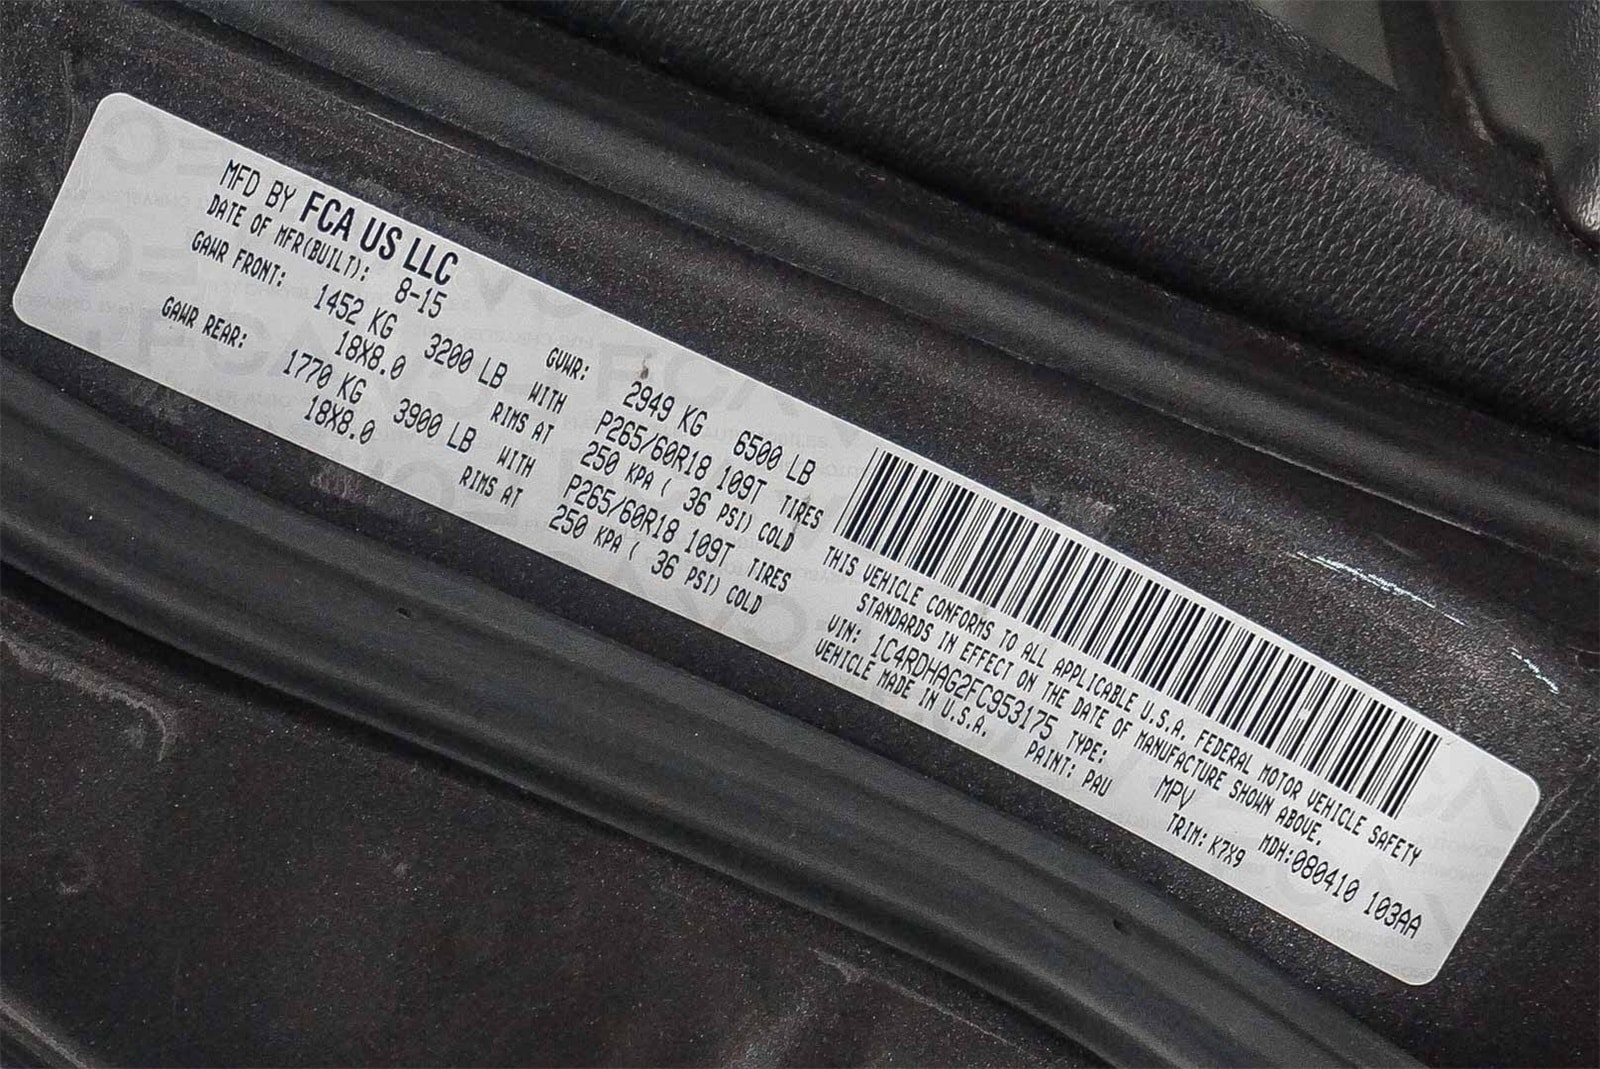 MFD BY FCA US LLC
DATE OF MFR(BUILT): 8-15
GVWR: 2949 KG 6500 LB
GAWR FRONT: 1452 KG 3200 LB WITH P265/60R18 109T TIRES
18X8.0 RIMS AT 250 KPA ( 36 PSI) COLD
GAWR REAR: 1770 KG 3900 LB WITH P265/60R18 109T TIRES
18X8.0 RIMS AT 250 KPA ( 36 PSI) COLD
THIS VEHICLE CONFORMS TO ALL APPLICABLE U.S.A. FEDERAL MOTOR VEHICLE SAFETY
STANDARDS IN EFFECT ON THE DATE OF MANUFACTURE SHOWN ABOVE.
VIN: 1C4RDHAG2FC953175 TYPE: MPV MDH:080410 103AA
VEHICLE MADE IN U.S.A. PAINT: PAU TRIM: K7X9